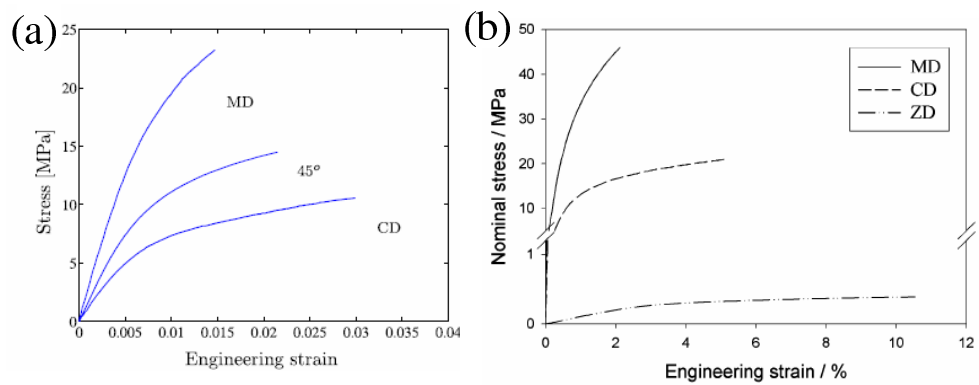 (a)
25
20
15
10
5
0
Stress [MPa]
MD
45º
CD
0 0.005 0.01 0.015 0.02 0.025 0.03 0.035 0.04
Engineering strain
(b)
50
40
30
20
10
1
0
Nominal stress / MPa
MD
CD
ZD
0 2 4 6 8 10 12
Engineering strain / %